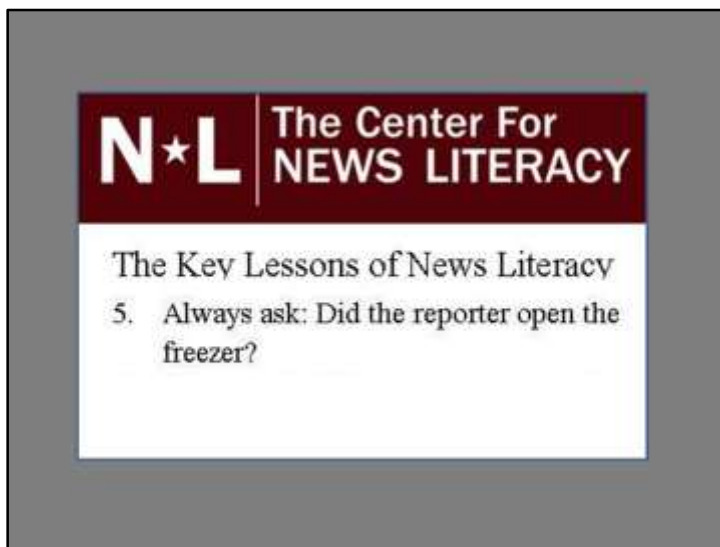 N★L
The Center For
NEWS LITERACY
The Key Lessons of News Literacy
5. Always ask: Did the reporter open the
freezer?